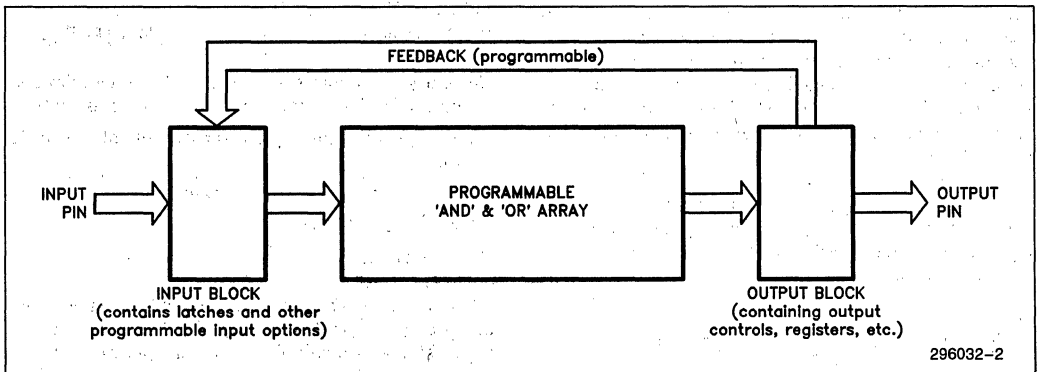 FEEDBACK (programmable)
INPUT
PIN
PROGRAMMABLE
'AND' & 'OR' ARRAY
OUTPUT
PIN
INPUT BLOCK
(contains latches and other
programmable input options)
OUTPUT BLOCK
(containing output
controls, registers, etc.)
296032-2